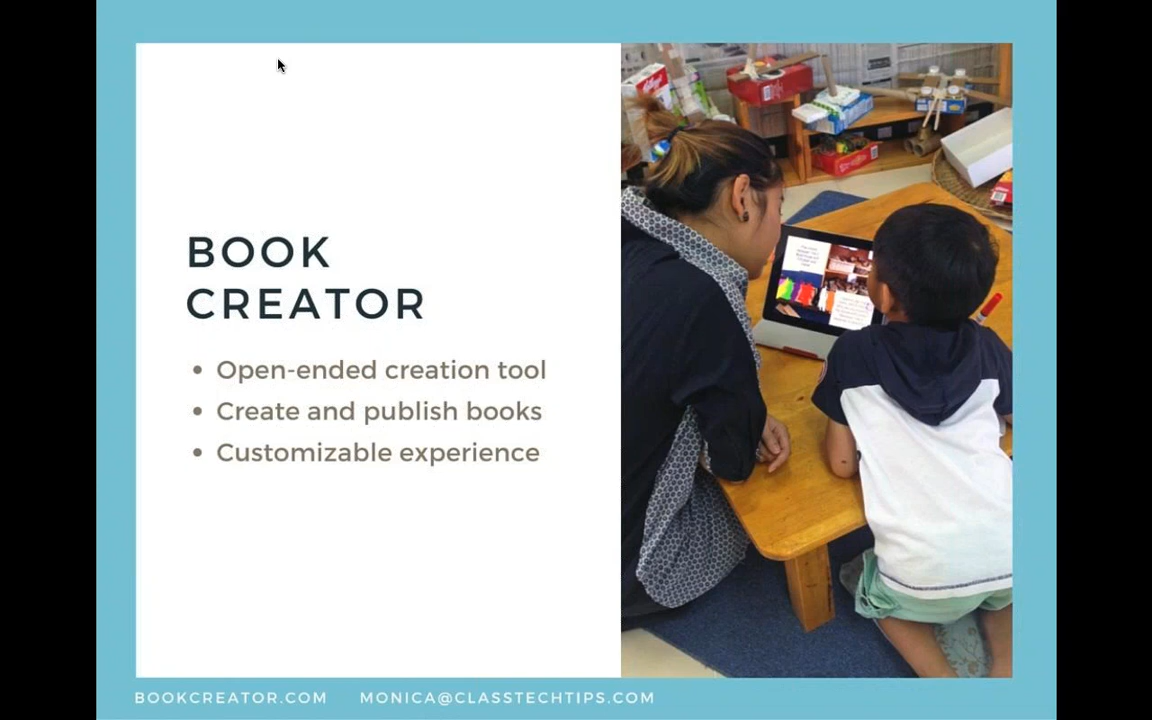 BOOK
CREATOR
• Open-ended creation tool
• Create and publish books
• Customizable experience
BOOKCREATOR.COM MONICA@CLASSTECHTIPS.COM